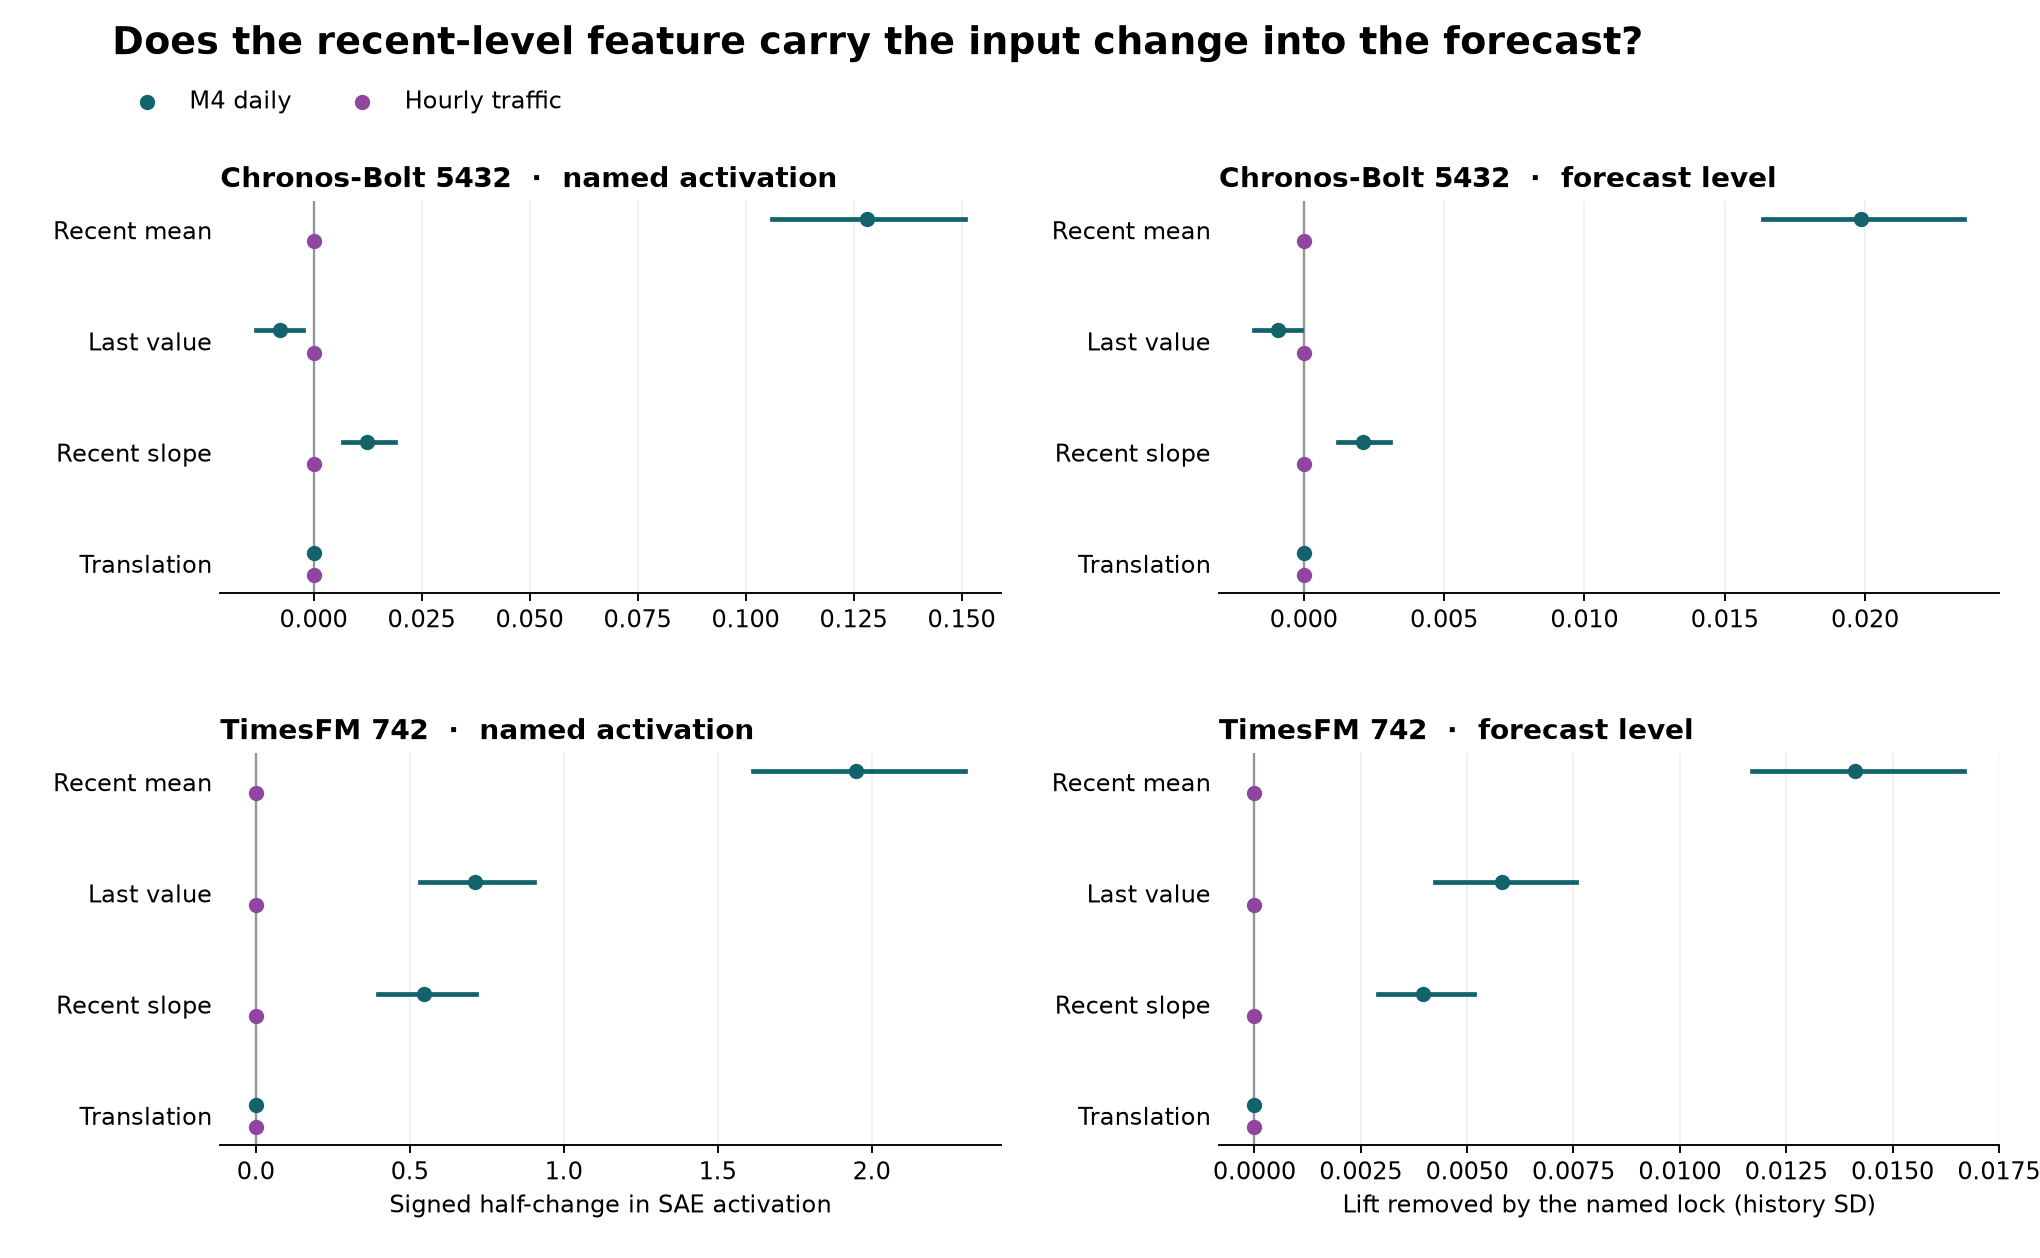 Does the recent-level feature carry the input change into the forecast?
M4 daily Hourly traffic
Chronos-Bolt 5432 · named activation
Recent mean
Last value
Recent slope
Translation
0.000 0.025 0.050 0.075 0.100 0.125 0.150
Chronos-Bolt 5432 · forecast level
Recent mean
Last value
Recent slope
Translation
0.000 0.005 0.010 0.015 0.020
TimesFM 742 · named activation
Recent mean
Last value
Recent slope
Translation
0.0 0.5 1.0 1.5 2.0
Signed half-change in SAE activation
TimesFM 742 · forecast level
Recent mean
Last value
Recent slope
Translation
0.0000 0.0025 0.0050 0.0075 0.0100 0.0125 0.0150 0.0175
Lift removed by the named lock (history SD)